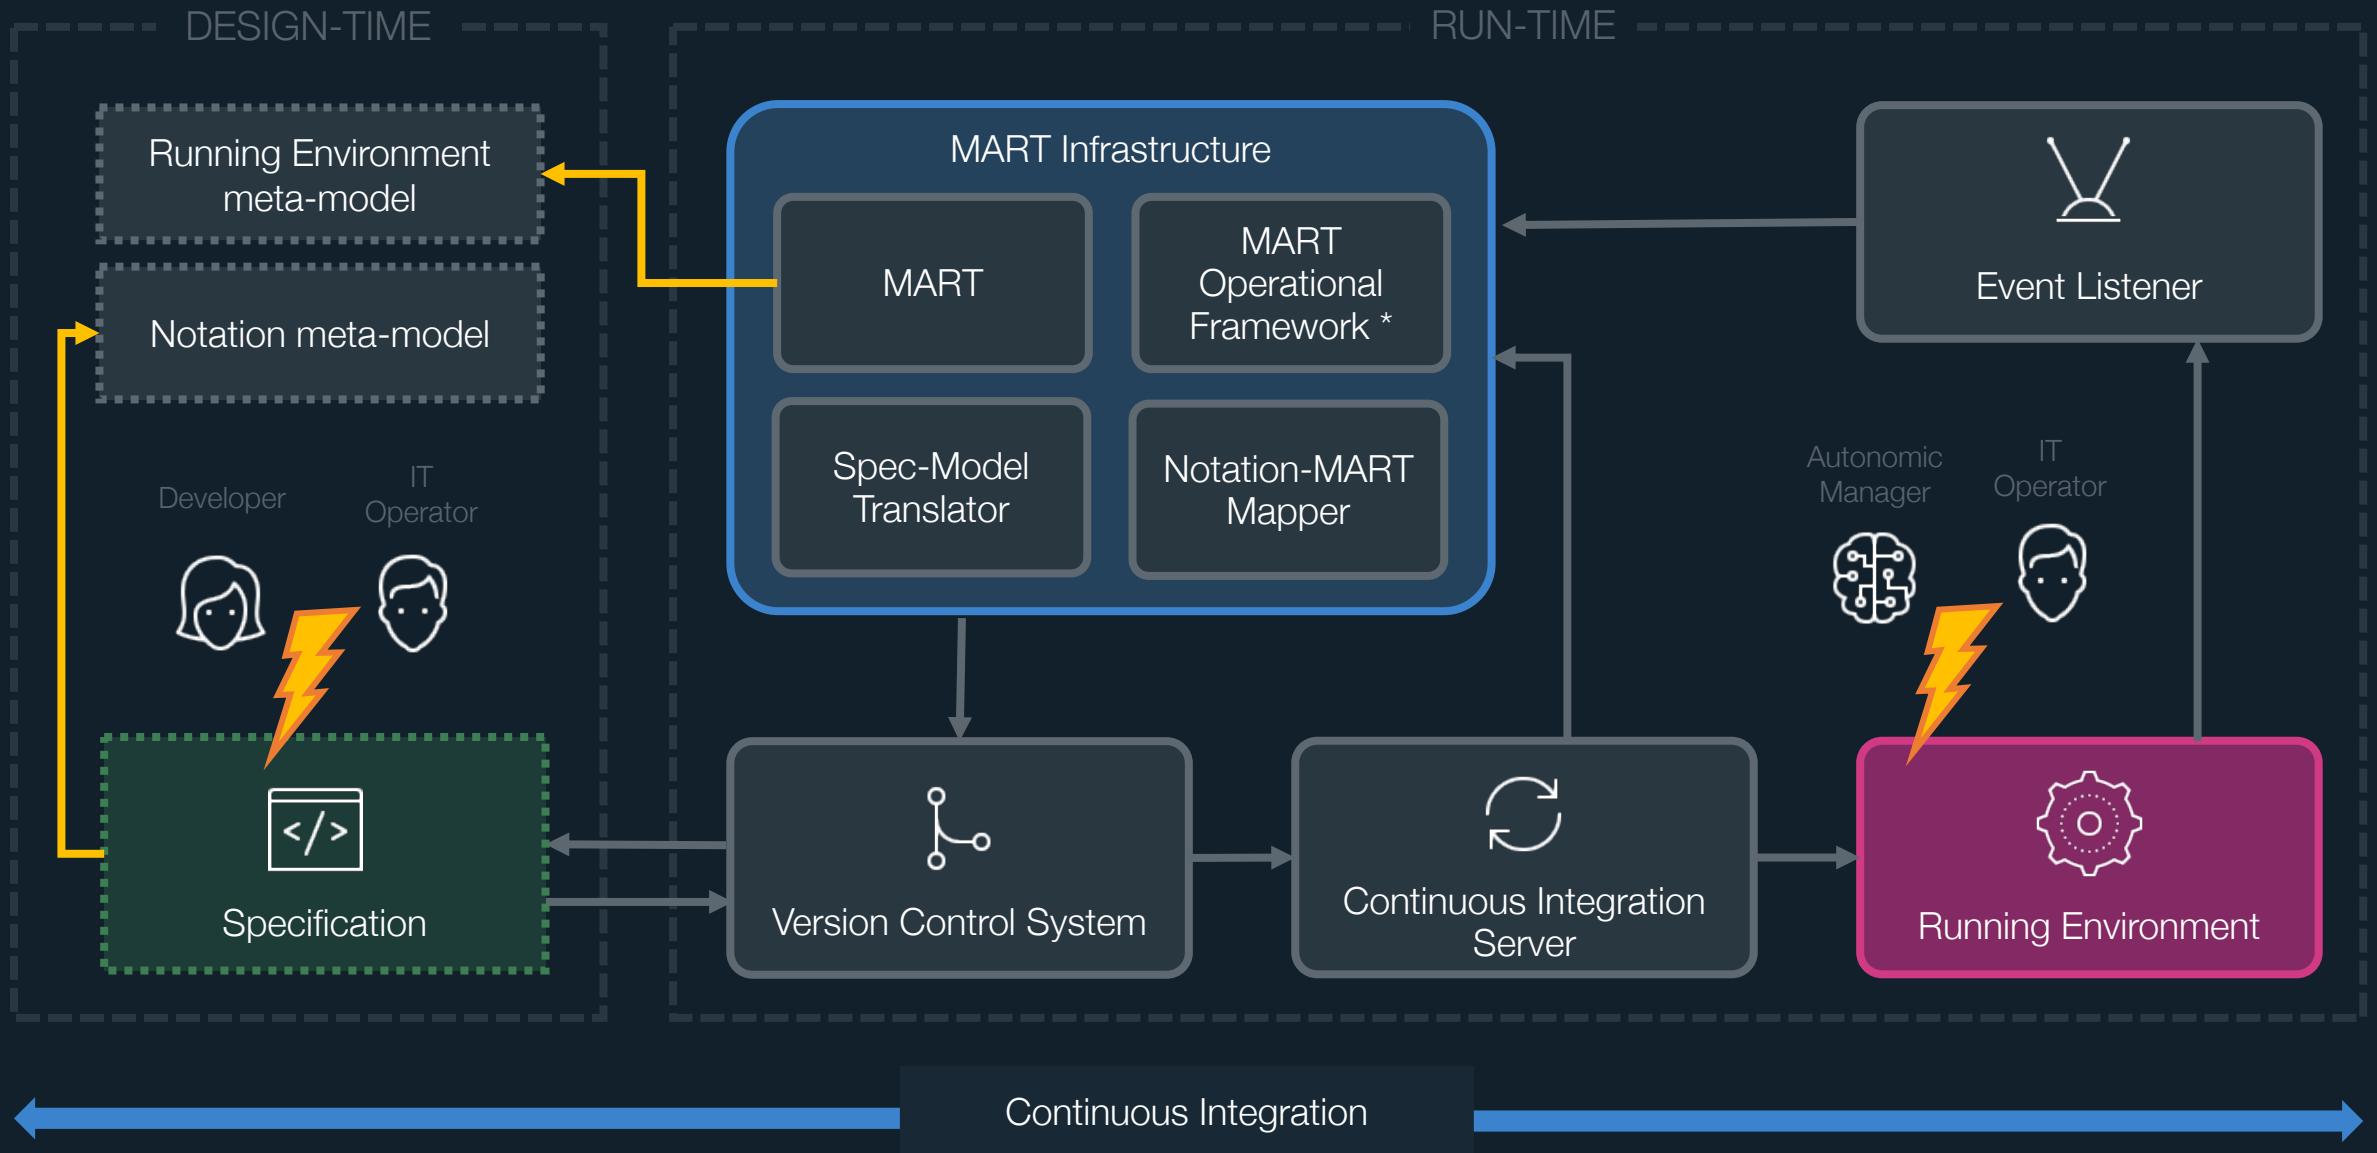 DESIGN-TIME
RUN-TIME
Running Environment
meta-model
Notation meta-model
Developer
IT
Operator
</>
Specification
MART Infrastructure
MART
MART
Operational
Framework *
Spec-Model
Translator
Notation-MART
Mapper
Event Listener
Autonomic
Manager
IT
Operator
Version Control System
Continuous Integration
Server
Running Environment
Continuous Integration